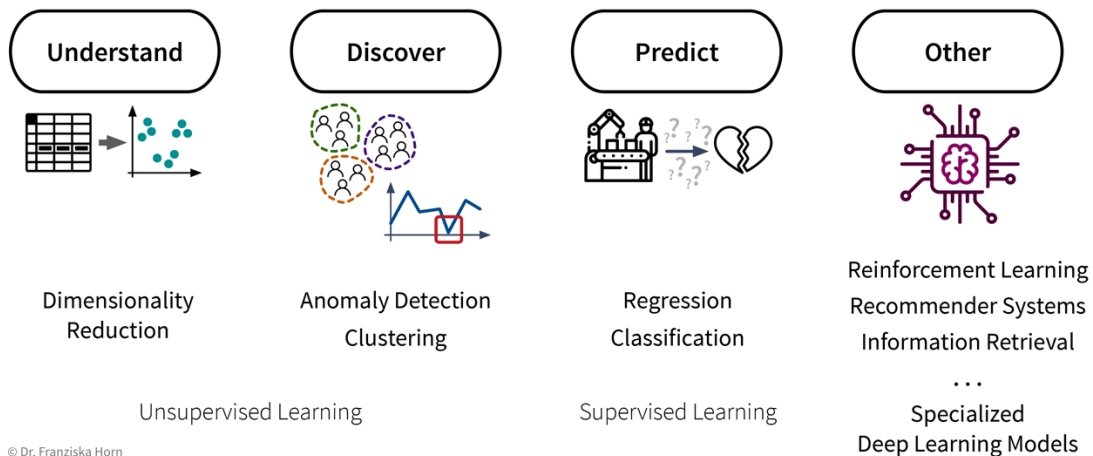 Understand
Discover
Predict
Other
? ? ? ? ? ? ? ? ? ?
Dimensionality
Reduction
Anomaly Detection
Clustering
Regression
Classification
Reinforcement Learning
Recommender Systems
Information Retrieval
...
Specialized
Deep Learning Models
Unsupervised Learning
Supervised Learning
© Dr. Franziska Horn